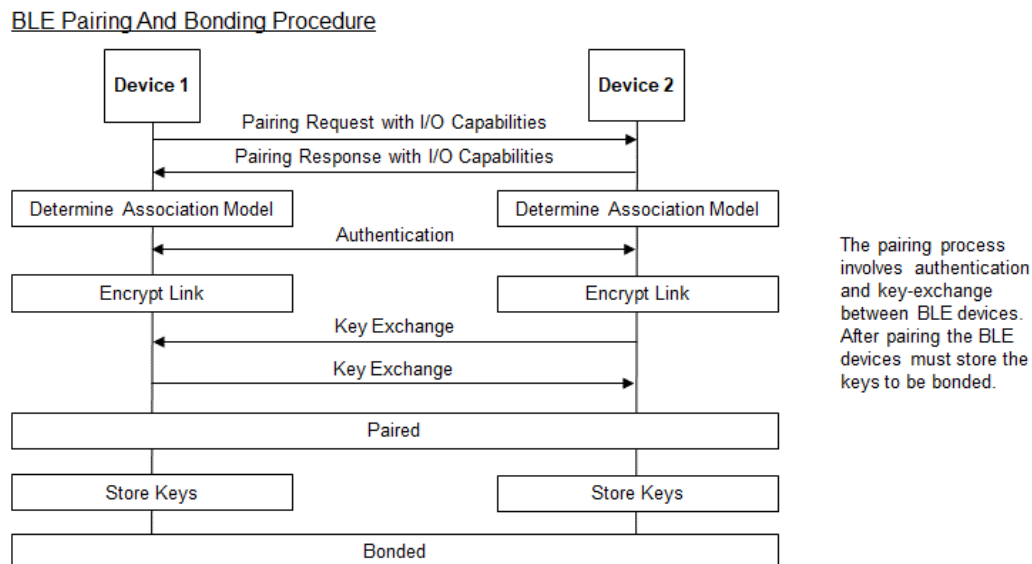 BLE Pairing And Bonding Procedure
Device 1
Device 2
Pairing Request with I/O Capabilities
Pairing Response with I/O Capabilities
Determine Association Model
Determine Association Model
Authentication
Encrypt Link
Encrypt Link
Key Exchange
Key Exchange
Paired
Store Keys
Store Keys
Bonded
The pairing process
involves authentication
and key-exchange
between BLE devices.
After pairing the BLE
devices must store the
keys to be bonded.